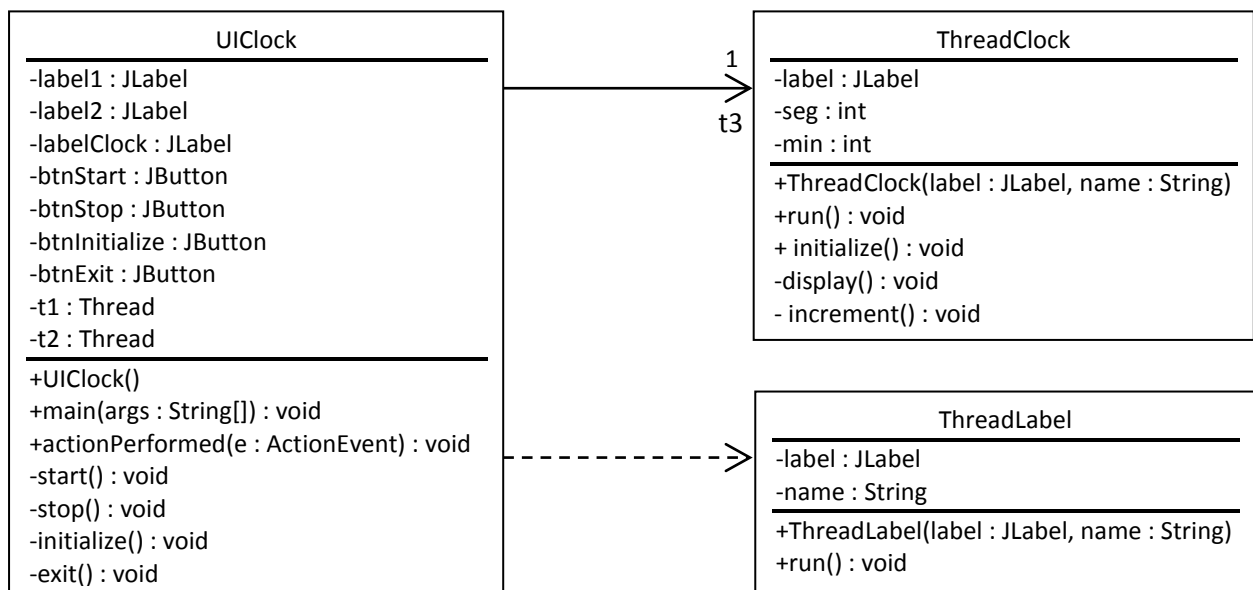 UIClock
-label1 : JLabel
-label2 : JLabel
-labelClock : JLabel
-btnStart : JButton
-btnStop : JButton
-btnInitialize : JButton
-btnExit : JButton
-t1 : Thread
-t2 : Thread
+UIClock()
+main(args : String[]) : void
+actionPerformed(e : ActionEvent) : void
-start() : void
-stop() : void
-initialize() : void
-exit() : void
1
t3
ThreadClock
-label : JLabel
-seg : int
-min : int
+ThreadClock(label : JLabel, name : String)
+run() : void
+ initialize() : void
-display() : void
- increment() : void
ThreadLabel
-label : JLabel
-name : String
+ThreadLabel(label : JLabel, name : String)
+run() : void